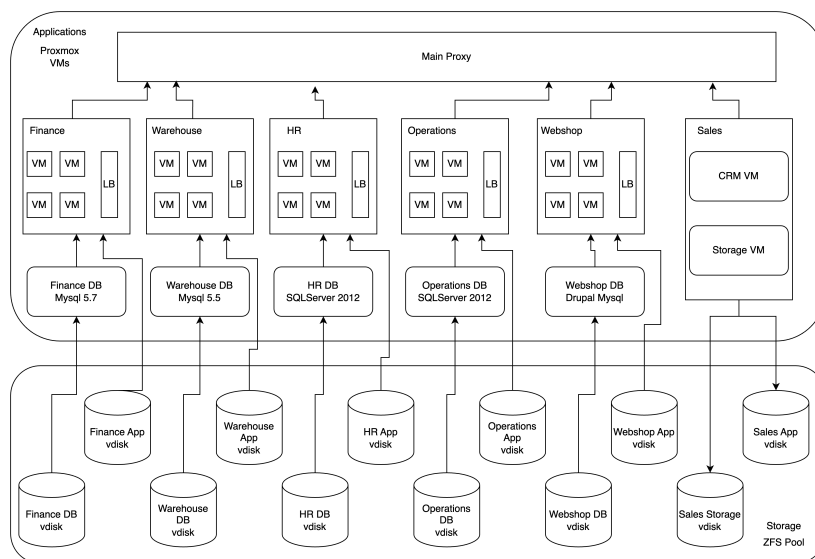 Applications
Proxmox
VMs
Main Proxy
Finance
Warehouse
HR
Operations
Webshop
Sales
VM VM LB
VM VM LB
VM VM LB
VM VM LB
VM VM LB
CRM VM
VM VM
VM VM
VM VM
VM VM
VM VM
Storage VM
Finance DB
Mysql 5.7
Warehouse DB
Mysql 5.5
HR DB
SQLServer 2012
Operations DB
SQLServer 2012
Webshop DB
Drupal Mysql
Finance App
vdisk
Warehouse
App
vdisk
HR App
vdisk
Operations
App
vdisk
Webshop App
vdisk
Sales App
vdisk
Finance DB
vdisk
Warehouse
DB
vdisk
HR DB
vdisk
Operations
DB
vdisk
Webshop DB
vdisk
Sales Storage
vdisk
Storage
ZFS Pool